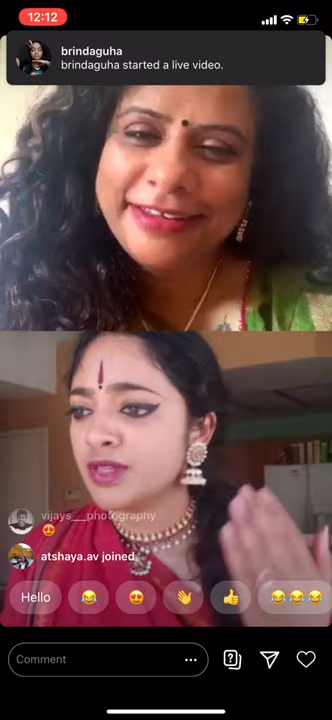 12:12
brindaguha
brindaguha started a live video.
vijays___photography
😍
atshaya.av joined
Hello 😂 😍 👋 👍 😂😂😂
Comment